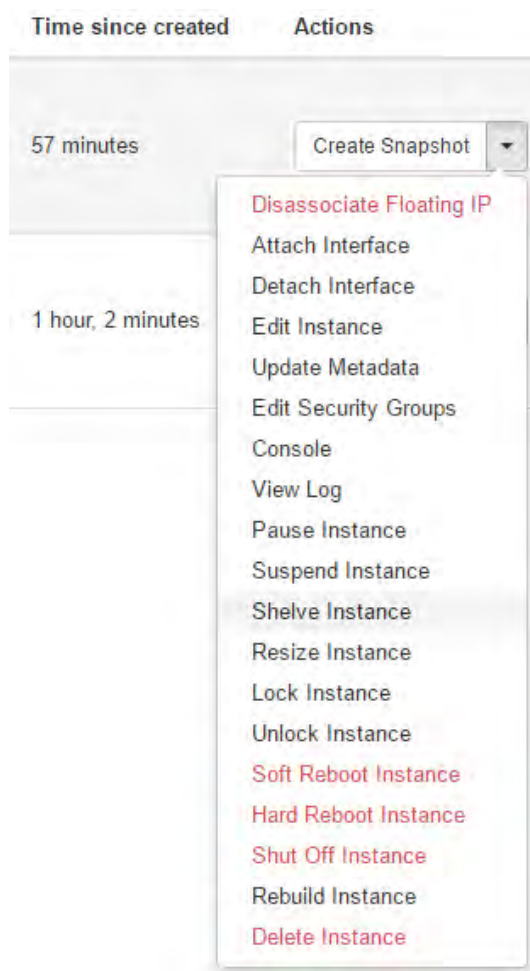 Time since created Actions
57 minutes Create Snapshot
Disassociate Floating IP
Attach Interface
Detach Interface
1 hour, 2 minutes Edit Instance
Update Metadata
Edit Security Groups
Console
View Log
Pause Instance
Suspend Instance
Shelve Instance
Resize Instance
Lock Instance
Unlock Instance
Soft Reboot Instance
Hard Reboot Instance
Shut Off Instance
Rebuild Instance
Delete Instance